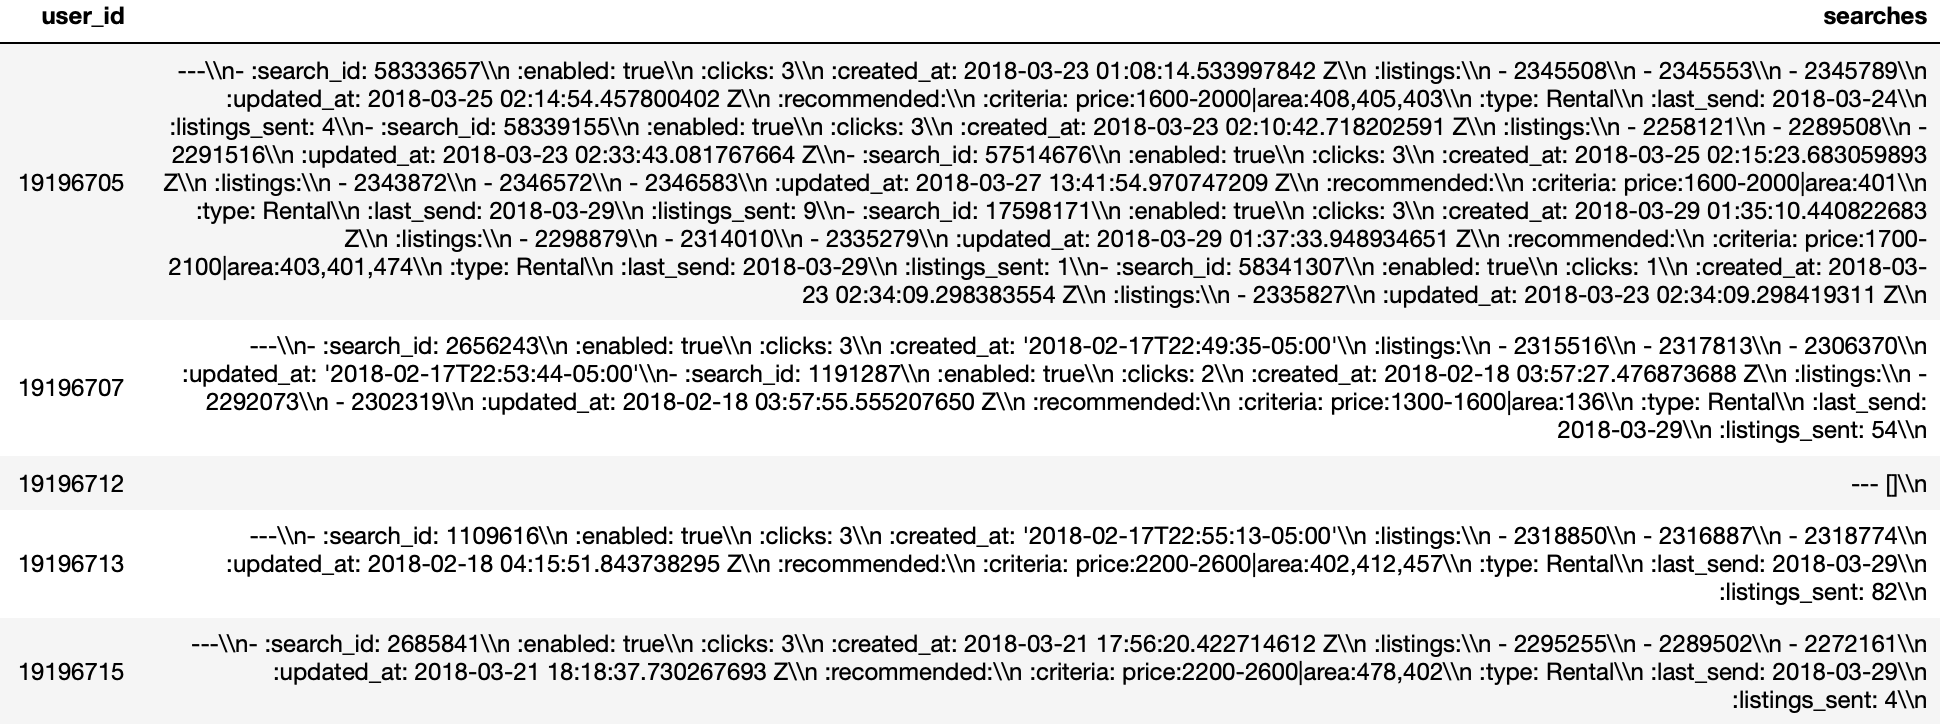 user_id searches
---\\n- :search_id: 58333657\\n :enabled: true\\n :clicks: 3\\n :created_at: 2018-03-23 01:08:14.533997842 Z\\n :listings:\\n - 2345508\\n - 2345553\\n - 2345789\\n
:updated_at: 2018-03-25 02:14:54.457800402 Z\\n :recommended:\\n :criteria: price:1600-2000|area:408,405,403\\n :type: Rental\\n :last_send: 2018-03-24\\n
:listings_sent: 4\\n- :search_id: 58339155\\n :enabled: true\\n :clicks: 3\\n :created_at: 2018-03-23 02:10:42.718202591 Z\\n :listings:\\n - 2258121\\n - 2289508\\n -
2291516\\n :updated_at: 2018-03-23 02:33:43.081767664 Z\\n- :search_id: 57514676\\n :enabled: true\\n :clicks: 3\\n :created_at: 2018-03-25 02:15:23.683059893
19196705 Z\\n :listings:\\n - 2343872\\n - 2346572\\n - 2346583\\n :updated_at: 2018-03-27 13:41:54.970747209 Z\\n :recommended:\\n :criteria: price:1600-2000|area:401\\n
:type: Rental\\n :last_send: 2018-03-29\\n :listings_sent: 9\\n- :search_id: 17598171\\n :enabled: true\\n :clicks: 3\\n :created_at: 2018-03-29 01:35:10.440822683
Z\\n :listings:\\n - 2298879\\n - 2314010\\n - 2335279\\n :updated_at: 2018-03-29 01:37:33.948934651 Z\\n :recommended:\\n :criteria: price:1700-
2100|area:403,401,474\\n :type: Rental\\n :last_send: 2018-03-29\\n :listings_sent: 1\\n- :search_id: 58341307\\n :enabled: true\\n :clicks: 1\\n :created_at: 2018-03-
23 02:34:09.298383554 Z\\n :listings:\\n - 2335827\\n :updated_at: 2018-03-23 02:34:09.298419311 Z\\n
---\\n- :search_id: 2656243\\n :enabled: true\\n :clicks: 3\\n :created_at: '2018-02-17T22:49:35-05:00'\\n :listings:\\n - 2315516\\n - 2317813\\n - 2306370\\n
19196707 :updated_at: '2018-02-17T22:53:44-05:00'\\n- :search_id: 1191287\\n :enabled: true\\n :clicks: 2\\n :created_at: 2018-02-18 03:57:27.476873688 Z\\n :listings:\\n -
2292073\\n - 2302319\\n :updated_at: 2018-02-18 03:57:55.555207650 Z\\n :recommended:\\n :criteria: price:1300-1600|area:136\\n :type: Rental\\n :last_send:
2018-03-29\\n :listings_sent: 54\\n
19196712 --- []\\n
---\\n- :search_id: 1109616\\n :enabled: true\\n :clicks: 3\\n :created_at: '2018-02-17T22:55:13-05:00'\\n :listings:\\n - 2318850\\n - 2316887\\n - 2318774\\n
19196713 :updated_at: 2018-02-18 04:15:51.843738295 Z\\n :recommended:\\n :criteria: price:2200-2600|area:402,412,457\\n :type: Rental\\n :last_send: 2018-03-29\\n
:listings_sent: 82\\n
---\\n- :search_id: 2685841\\n :enabled: true\\n :clicks: 3\\n :created_at: 2018-03-21 17:56:20.422714612 Z\\n :listings:\\n - 2295255\\n - 2289502\\n - 2272161\\n
19196715 :updated_at: 2018-03-21 18:18:37.730267693 Z\\n :recommended:\\n :criteria: price:2200-2600|area:478,402\\n :type: Rental\\n :last_send: 2018-03-29\\n
:listings_sent: 4\\n